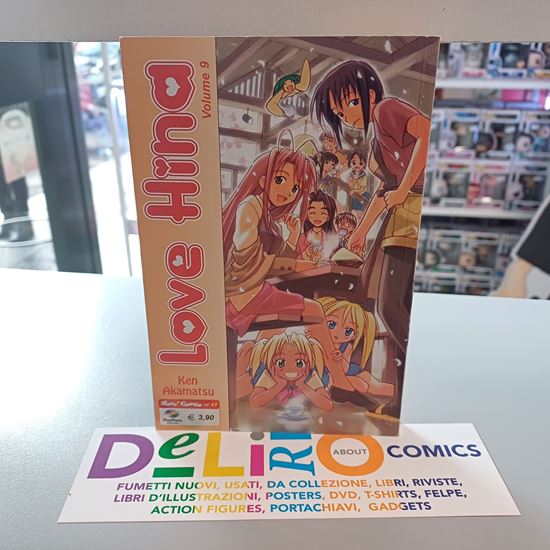 Love Hina
Volume 9
Ken
Akamatsu
€ 3,90
DeLiRIO ABOUT COMICS
FUMETTI NUOVI, USATI, DA COLLEZIONE, LIBRI, RIVISTE,
LIBRI D'ILLUSTRAZIONI, POSTERS, DVD, T-SHIRTS, FELPE,
ACTION FIGURES, PORTACHIAVI, GADGETS